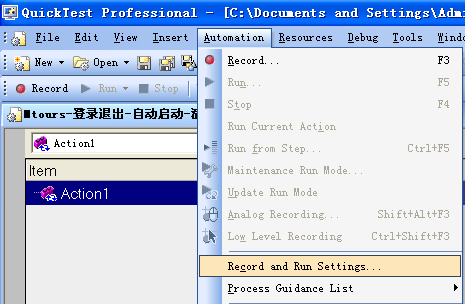 QuickTest Professional - [C:\Documents and Settings\Adm
File Edit View Insert Automation Resources Debug Tools Windo
New Open
Record Run Stop
tours-登录退出-自动启动-
Action1
Item
Action1
Record... F3
Run... F5
Stop F4
Run Current Action
Run from Step... Ctrl+F5
Maintenance Run Mode...
Update Run Mode
Analog Recording... Shift+Alt+F3
Low Level Recording Ctrl+Shift+F3
Record and Run Settings...
Process Guidance List